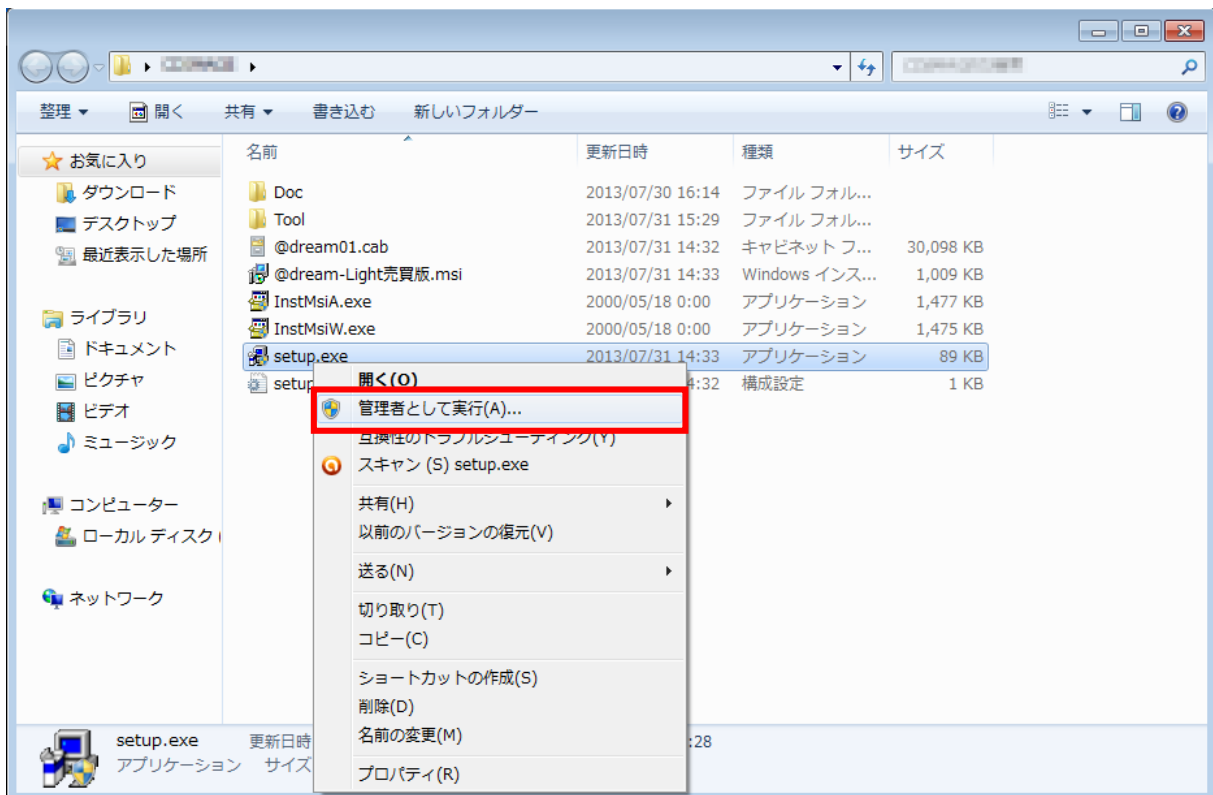 整理 開く 共有 書き込む 新しいフォルダー
お気に入り
ダウンロード
デスクトップ
最近表示した場所
ライブラリ
ドキュメント
ピクチャ
ビデオ
ミュージック
コンピューター
ローカル ディスク (
ネットワーク
名前 更新日時 種類 サイズ
Doc 2013/07/30 16:14 ファイル フォル...
Tool 2013/07/31 15:29 ファイル フォル...
@dream01.cab 2013/07/31 14:32 キャビネット フ... 30,098 KB
@dream-Light売買版.msi 2013/07/31 14:33 Windows インス... 1,009 KB
InstMsiA.exe 2000/05/18 0:00 アプリケーション 1,477 KB
InstMsiW.exe 2000/05/18 0:00 アプリケーション 1,475 KB
setup.exe 2013/07/31 14:33 アプリケーション 89 KB
setup 4:32 構成設定 1 KB
開く(O)
管理者として実行(A)...
互換性のトラブルシューティング(Y)
スキャン (S) setup.exe
共有(H)
以前のバージョンの復元(V)
送る(N)
切り取り(T)
コピー(C)
ショートカットの作成(S)
削除(D)
名前の変更(M)
プロパティ(R)
setup.exe 更新日時 :28
アプリケーション サイズ